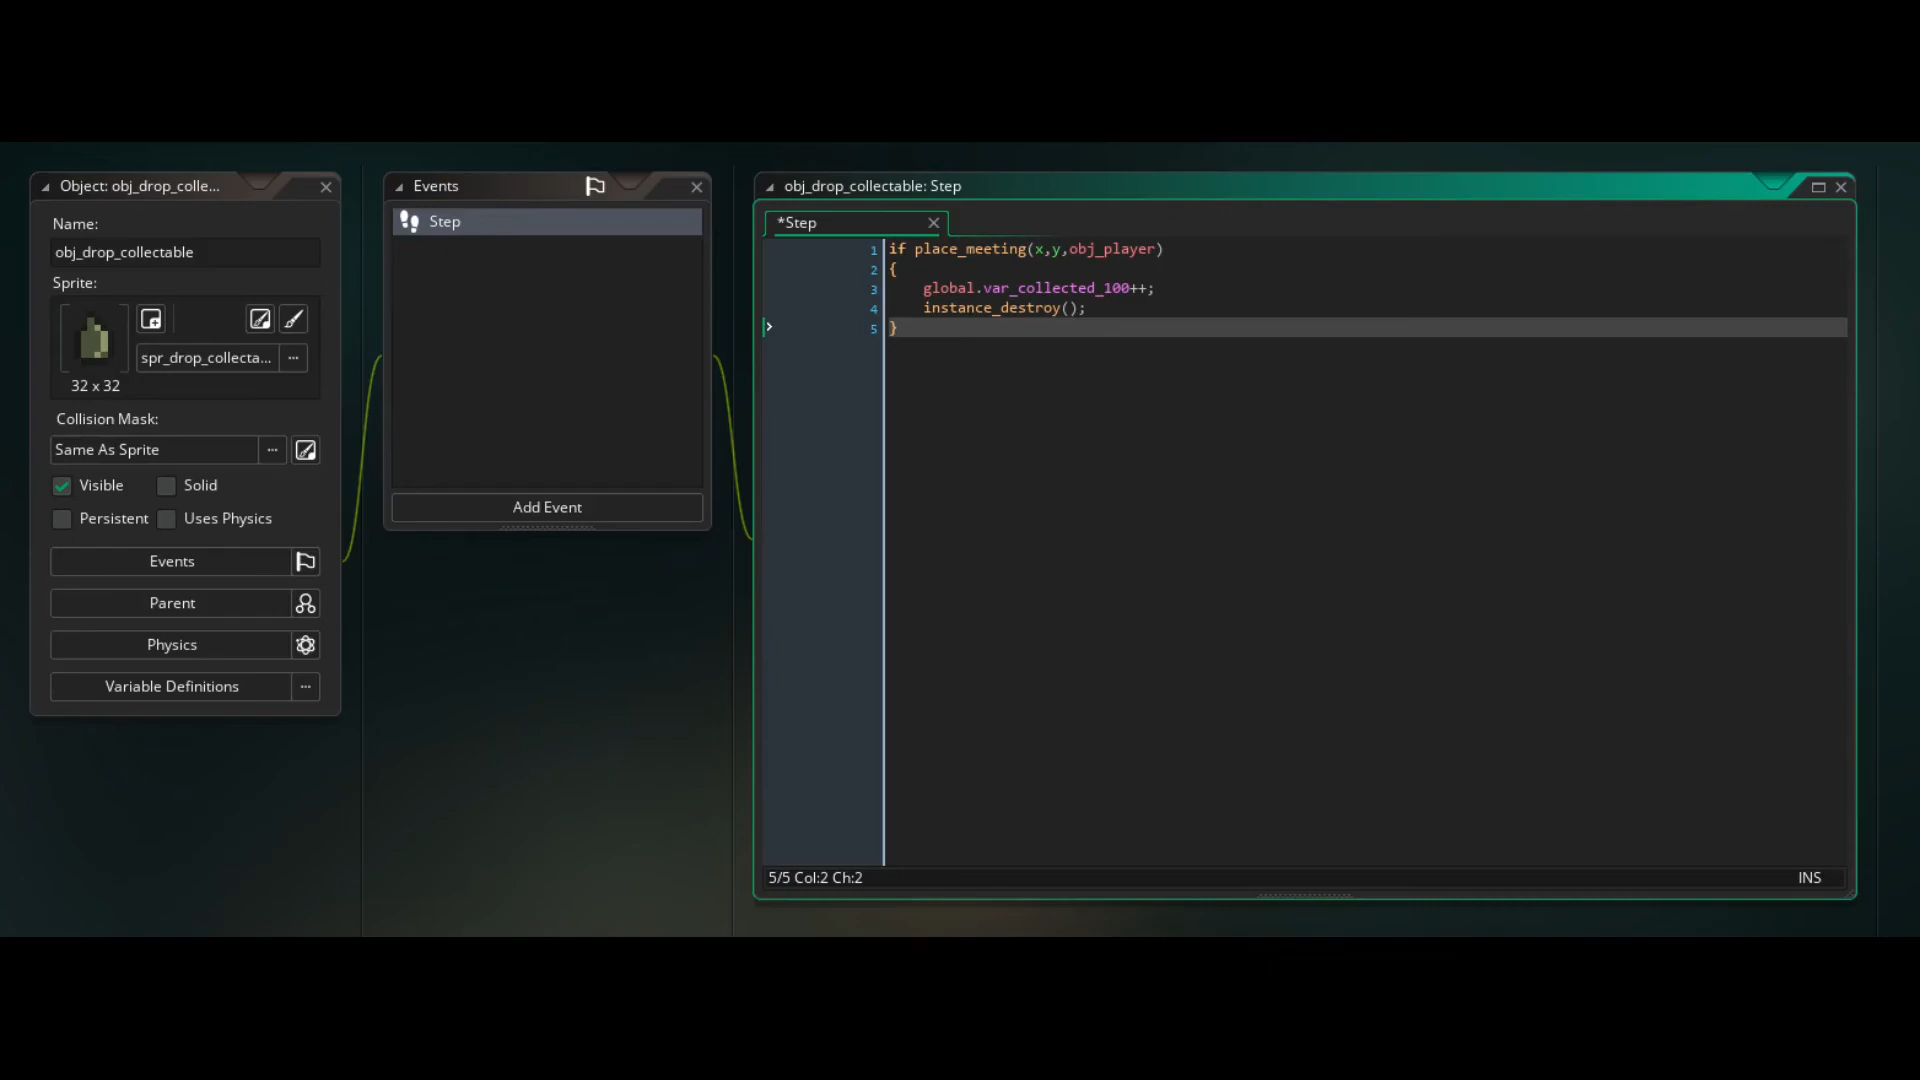 Object: obj_drop_colle...
Name:
obj_drop_collectable
Sprite:
spr_drop_collecta...
32 x 32
Collision Mask:
Same As Sprite
Visible
Solid
Persistent
Uses Physics
Events
Parent
Physics
Variable Definitions
Events
Step
Add Event
obj_drop_collectable: Step
*Step
1 if place_meeting(x,y,obj_player)
2 {
3 global.var_collected_100++;
4 instance_destroy();
5 }
5/5 Col:2 Ch:2
INS